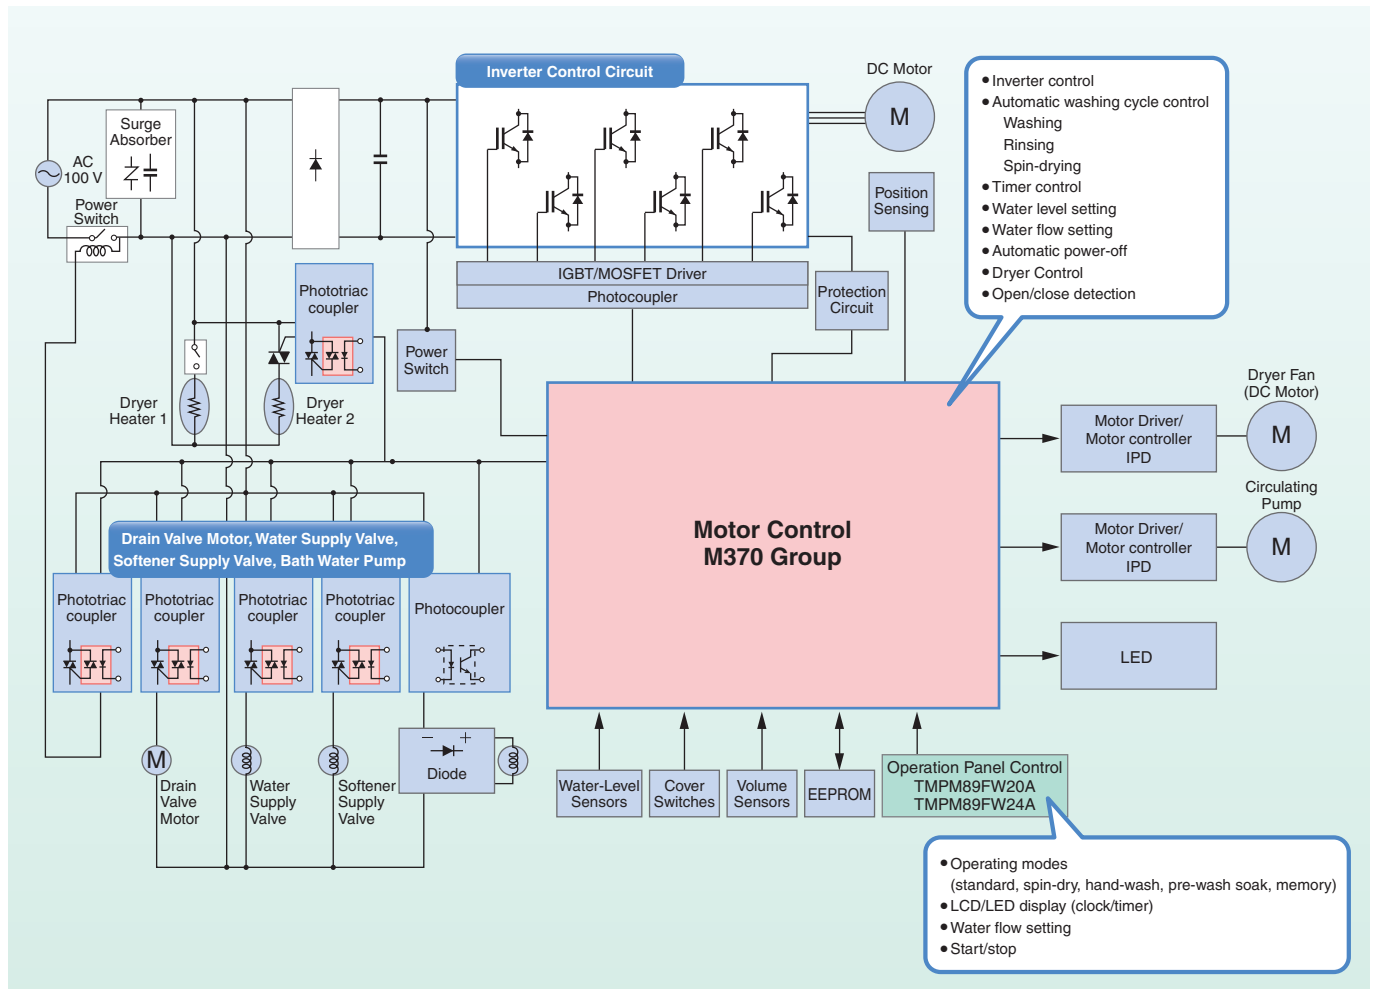 Inverter Control Circuit
DC Motor
M
Surge
Absorber
AC
100 V
Power
Switch
Position
Sensing
IGBT/MOSFET Driver
Photocoupler
Protection
Circuit
Phototriac
coupler
Power
Switch
Dryer
Heater 1
Dryer
Heater 2
• Inverter control
• Automatic washing cycle control
Washing
Rinsing
Spin-drying
• Timer control
• Water level setting
• Water flow setting
• Automatic power-off
• Dryer Control
• Open/close detection
Motor Control
M370 Group
Motor Driver/
Motor controller
IPD
Dryer Fan
(DC Motor)
M
Motor Driver/
Motor controller
IPD
Circulating
Pump
M
LED
Drain Valve Motor, Water Supply Valve,
Softener Supply Valve, Bath Water Pump
Phototriac
coupler
Phototriac
coupler
Phototriac
coupler
Phototriac
coupler
Photocoupler
M
Drain
Valve
Motor
Water
Supply
Valve
Softener
Supply
Valve
− +
Diode
Water-Level
Sensors
Cover
Switches
Volume
Sensors
EEPROM
Operation Panel Control
TMPM89FW20A
TMPM89FW24A
• Operating modes
(standard, spin-dry, hand-wash, pre-wash soak, memory)
• LCD/LED display (clock/timer)
• Water flow setting
• Start/stop